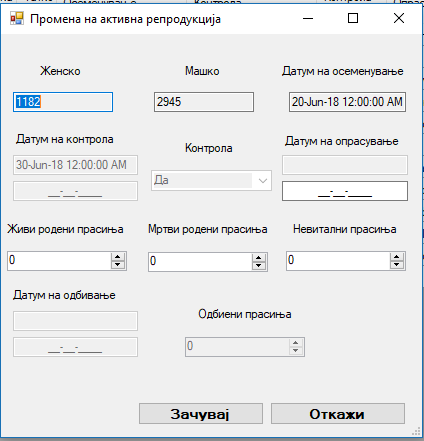 Промена на активна репродукција
Женско Машко Датум на осеменување
1182 2945 20-Jun-18 12:00:00 AM
Датум на контрола Контрола Датум на опрасување
30-Jun-18 12:00:00 AM Да
__-__-____ __-__-____
Живи родени прасиња Мртви родени прасиња Невитални прасиња
0 0 0
Датум на одбивање Одбиени прасиња
__-__-____ 0
Зачувај Откажи